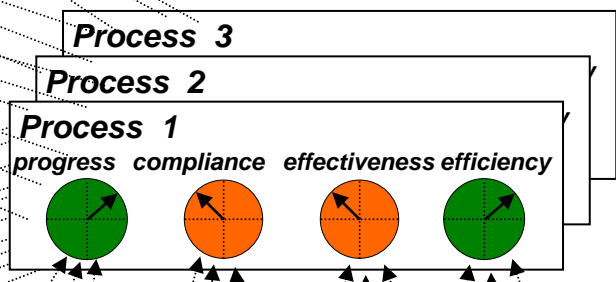 Process 3
Process 2
Process 1
progress compliance effectiveness efficiency